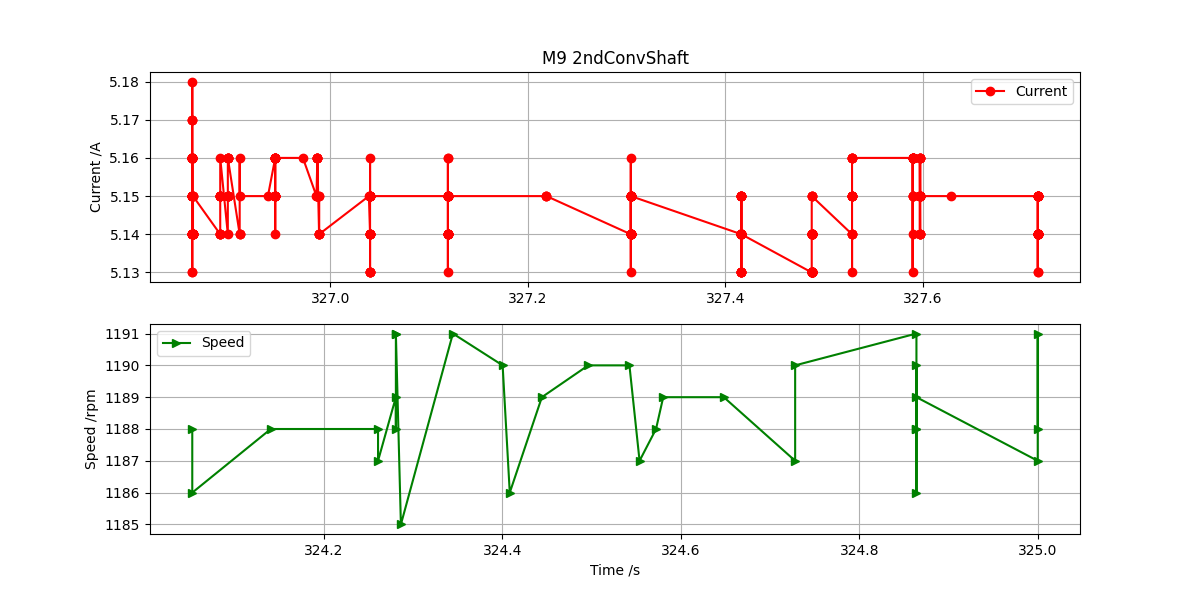 M9 2ndConvShaft
Current /A
5.18
5.17
5.16
5.15
5.14
5.13
Current
327.0 327.2 327.4 327.6
Speed /rpm
1191
1190
1189
1188
1187
1186
1185
Speed
324.2 324.4 324.6 324.8 325.0
Time /s